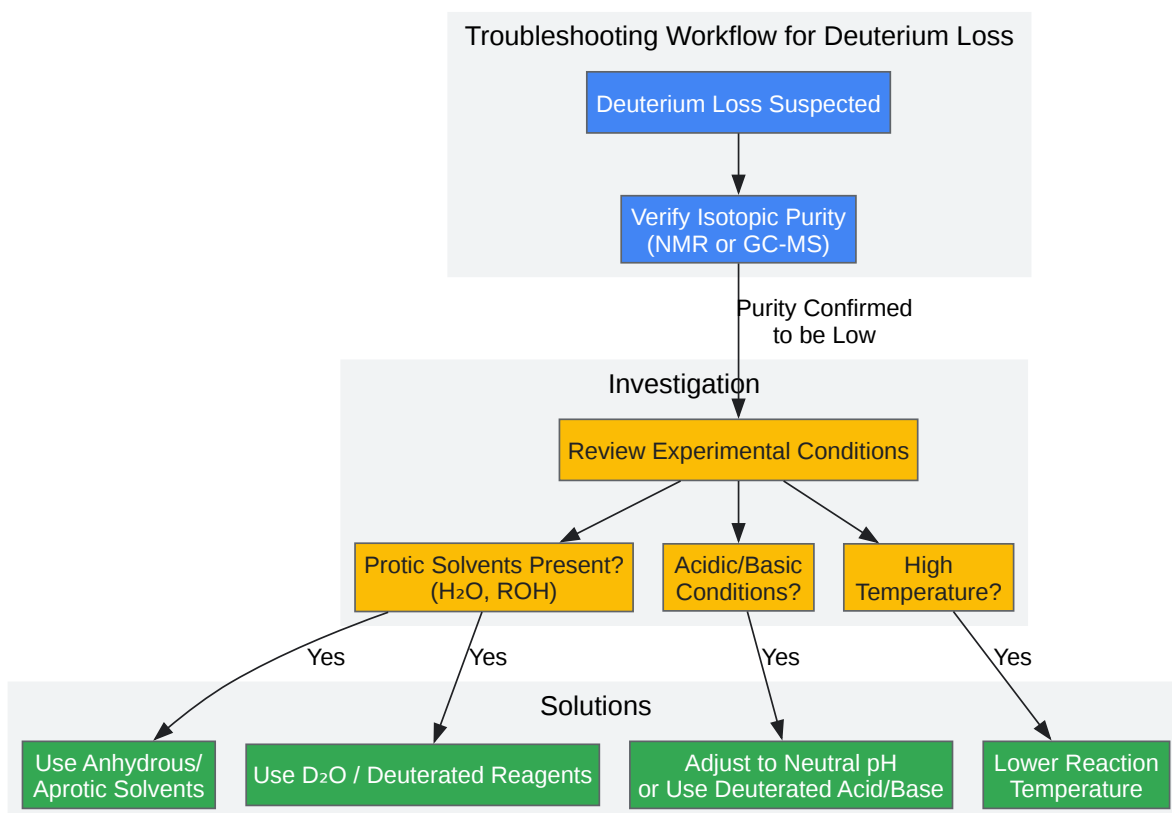 Troubleshooting Workflow for Deuterium Loss
Deuterium Loss Suspected
Verify Isotopic Purity
(NMR or GC-MS)
Purity Confirmed
to be Low
Investigation
Review Experimental Conditions
Protic Solvents Present?
(H₂O, ROH)
Acidic/Basic
Conditions?
High
Temperature?
Yes
Yes
Yes
Yes
Solutions
Use Anhydrous/
Aprotic Solvents
Use D₂O / Deuterated Reagents
Adjust to Neutral pH
or Use Deuterated Acid/Base
Lower Reaction
Temperature